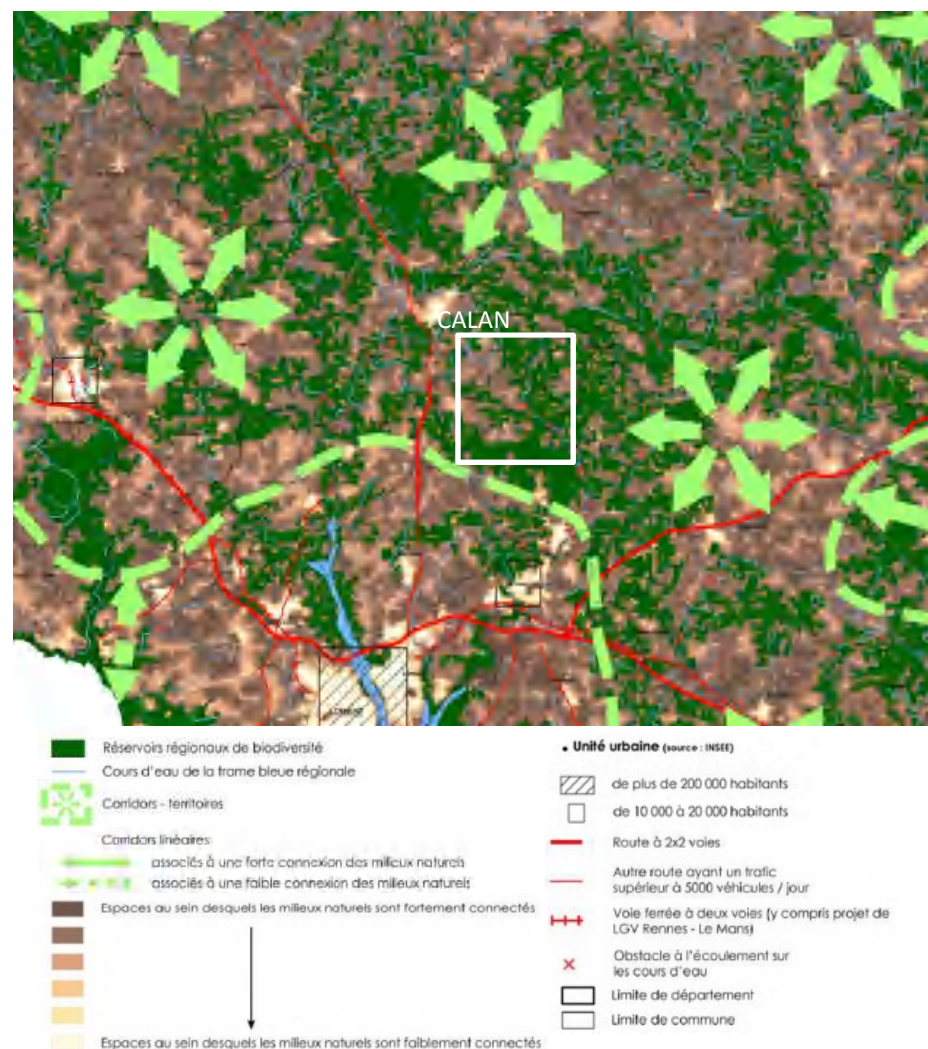 CALAN
Réservoirs régionaux de biodiversité
Cours d'eau de la trame bleue régionale
Corridors - territoires
Corridors linéaires
associés à une forte connexion des milieux naturels
associés à une faible connexion des milieux naturels
Espaces au sein desquels les milieux naturels sont fortement connectés
Espaces au sein desquels les milieux naturels sont faiblement connectés
• Unité urbaine (source : INSEE)
de plus de 200 000 habitants
de 10 000 à 20 000 habitants
Route à 2x2 voies
Autre route ayant un trafic
supérieur à 5000 véhicules / jour
Voie ferrée à deux voies (y compris projet de
LGV Rennes - Le Mans)
Obstacle à l'écoulement sur
les cours d'eau
Limite de département
Limite de commune